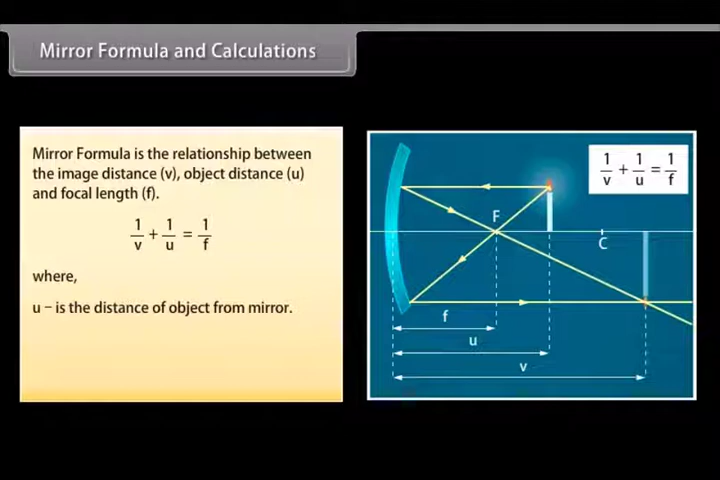 Mirror Formula and Calculations
Mirror Formula is the relationship between
the image distance (v), object distance (u)
and focal length (f).
1/v + 1/u = 1/f
where,
u – is the distance of object from mirror.
1/v + 1/u = 1/f
F
C
f
u
v